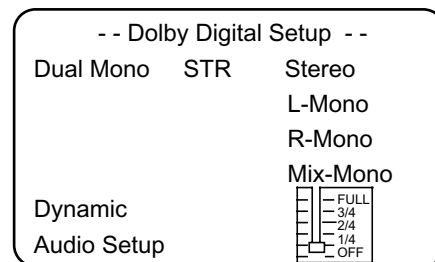 - - Dolby Digital Setup - -
Dual Mono STR Stereo
L-Mono
R-Mono
Mix-Mono
FULL
3/4
Dynamic 2/4
1/4
Audio Setup OFF